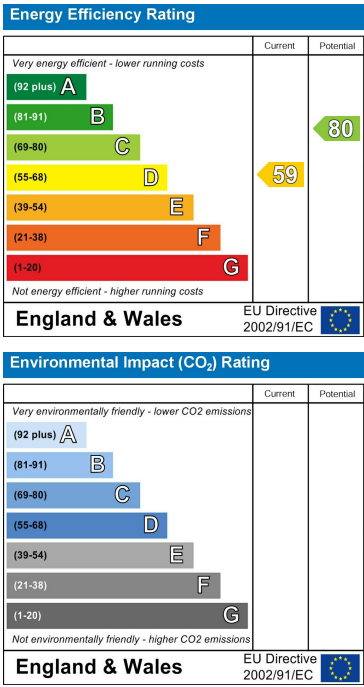 Energy Efficiency Rating
Current Potential
Very energy efficient - lower running costs
(92 plus) A
(81-91) B
(69-80) C
(55-68) D
(39-54) E
(21-38) F
(1-20) G
59
80
Not energy efficient - higher running costs
England & Wales
EU Directive
2002/91/EC
Environmental Impact (CO₂) Rating
Current Potential
Very environmentally friendly - lower CO2 emissions
(92 plus) A
(81-91) B
(69-80) C
(55-68) D
(39-54) E
(21-38) F
(1-20) G
Not environmentally friendly - higher CO2 emissions
England & Wales
EU Directive
2002/91/EC